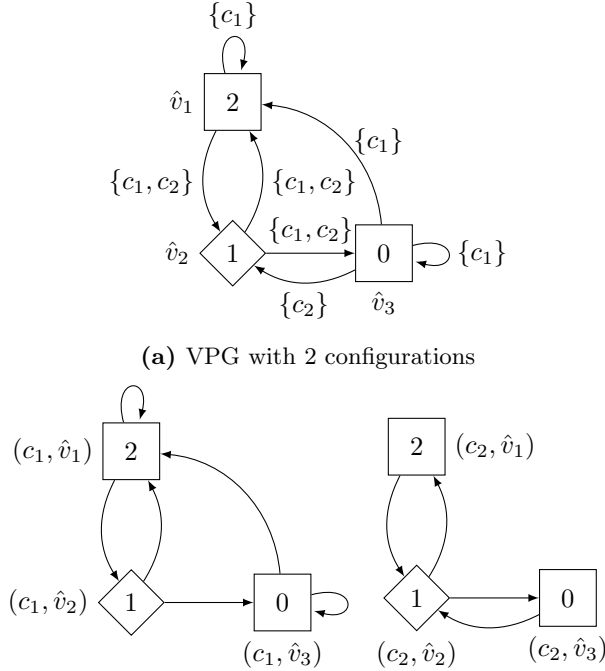 {c₁}
v̂₁ 2
{c₁}
{c₁, c₂} {c₁, c₂}
{c₁, c₂}
v̂₂ 1 0 {c₁}
{c₂} v̂₃
(a) VPG with 2 configurations
(c₁, v̂₁) 2 2 (c₂, v̂₁)
(c₁, v̂₂) 1 0 1 0
(c₁, v̂₃) (c₂, v̂₂) (c₂, v̂₃)